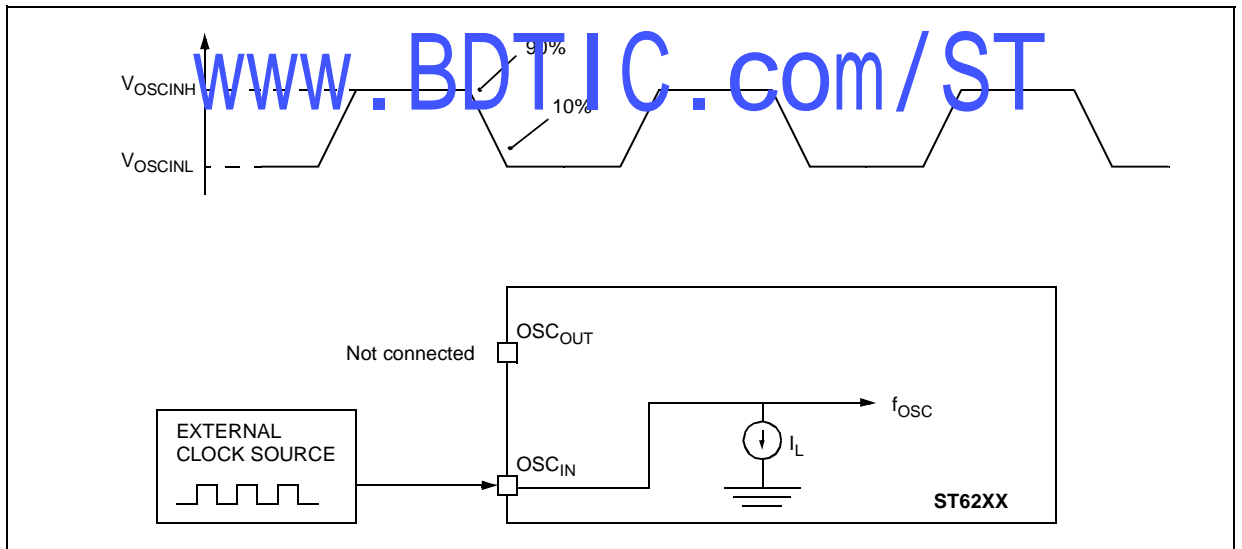 www.BDTIC.com/ST
90%
V_OSCINH
10%
V_OSCINL
OSC_OUT
Not connected
f_OSC
EXTERNAL
CLOCK SOURCE
I_L
OSC_IN
ST62XX